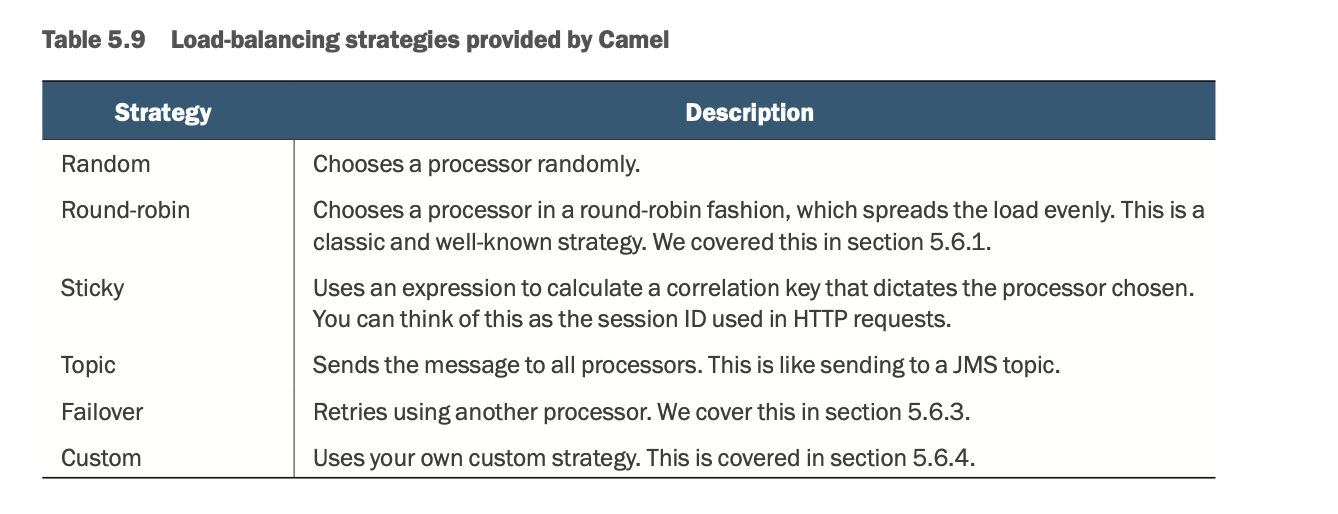 Table 5.9 Load-balancing strategies provided by Camel
Strategy Description
Random Chooses a processor randomly.
Round-robin Chooses a processor in a round-robin fashion, which spreads the load evenly. This is a
classic and well-known strategy. We covered this in section 5.6.1.
Sticky Uses an expression to calculate a correlation key that dictates the processor chosen.
You can think of this as the session ID used in HTTP requests.
Topic Sends the message to all processors. This is like sending to a JMS topic.
Failover Retries using another processor. We cover this in section 5.6.3.
Custom Uses your own custom strategy. This is covered in section 5.6.4.